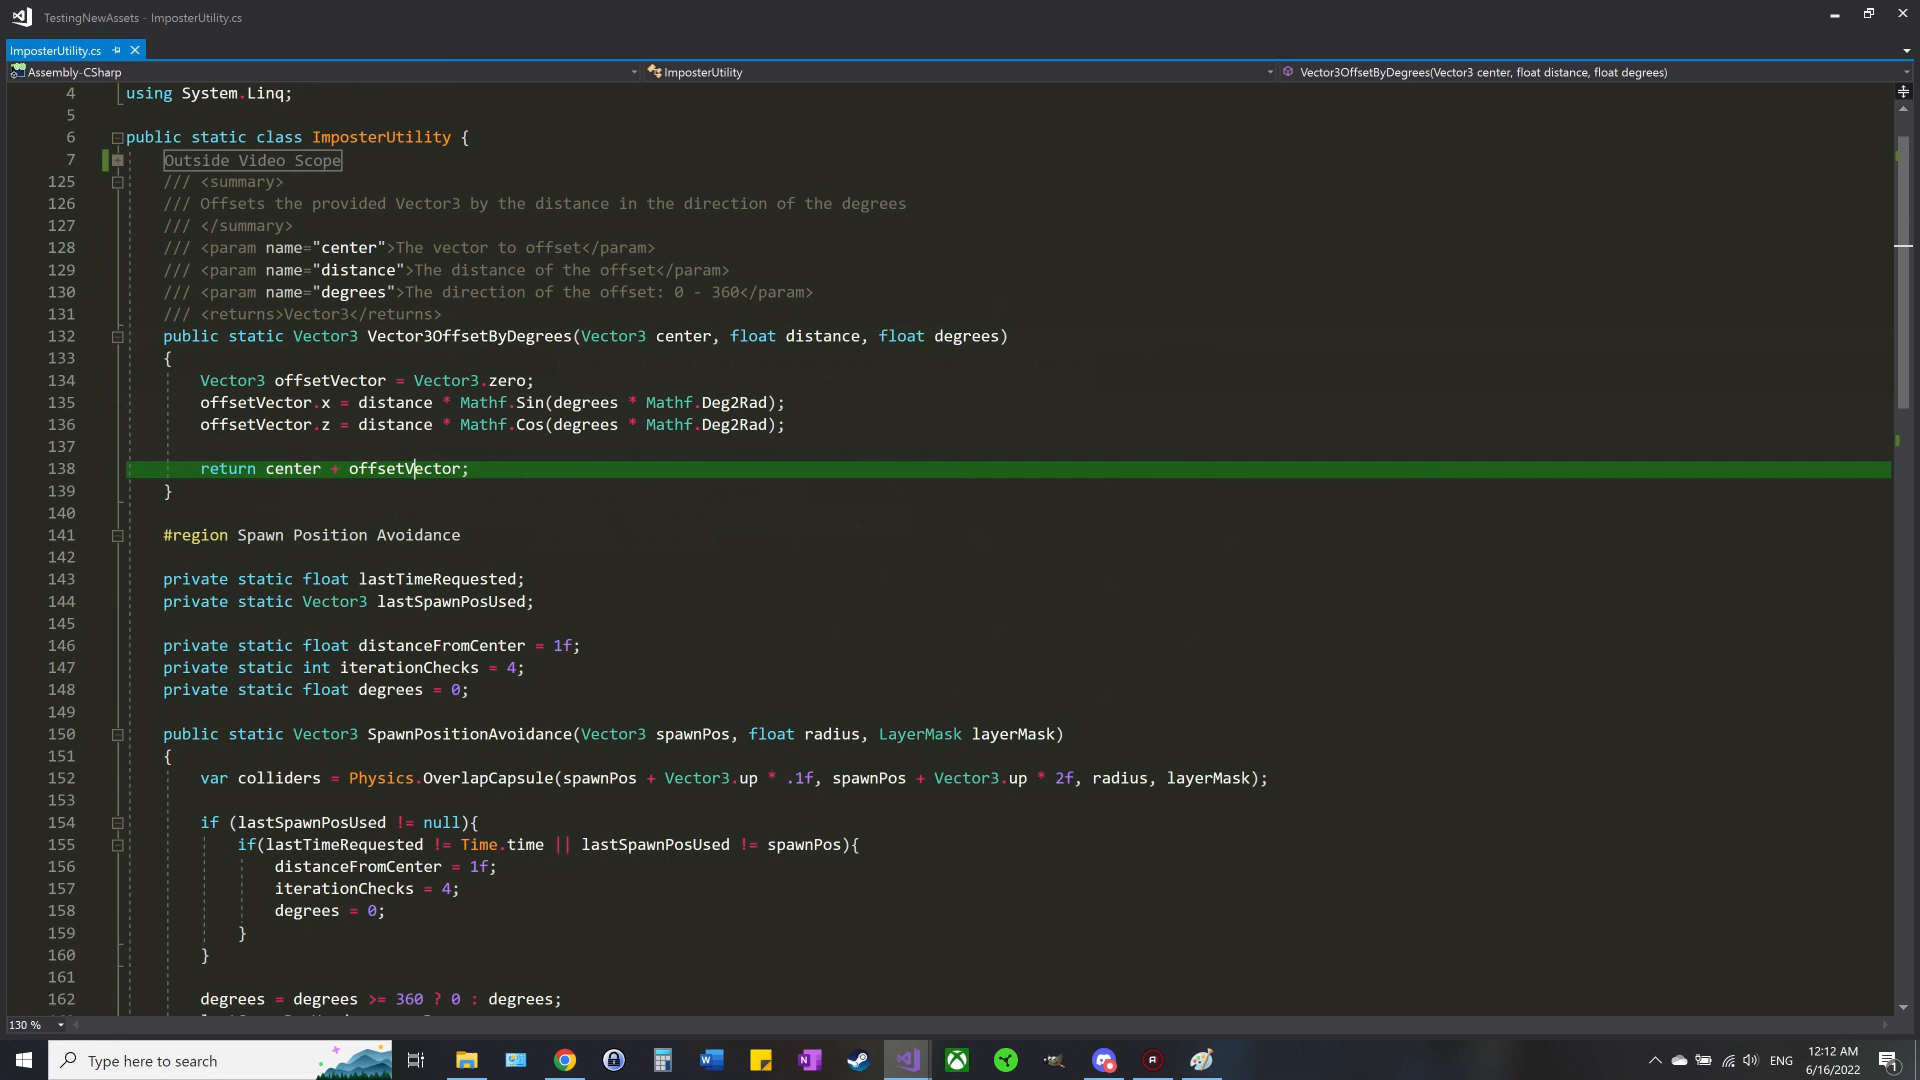 TestingNewAssets - ImposterUtility.cs
ImposterUtility.cs
Assembly-CSharp
ImposterUtility
Vector3OffsetByDegrees(Vector3 center, float distance, float degrees)
4 using System.Linq;
5
6 public static class ImposterUtility {
7 Outside Video Scope
125 /// <summary>
126 /// Offsets the provided Vector3 by the distance in the direction of the degrees
127 /// </summary>
128 /// <param name="center">The vector to offset</param>
129 /// <param name="distance">The distance of the offset</param>
130 /// <param name="degrees">The direction of the offset: 0 - 360</param>
131 /// <returns>Vector3</returns>
132 public static Vector3 Vector3OffsetByDegrees(Vector3 center, float distance, float degrees)
133 {
134 Vector3 offsetVector = Vector3.zero;
135 offsetVector.x = distance * Mathf.Sin(degrees * Mathf.Deg2Rad);
136 offsetVector.z = distance * Mathf.Cos(degrees * Mathf.Deg2Rad);
137
138 return center + offsetVector;
139 }
140
141 #region Spawn Position Avoidance
142
143 private static float lastTimeRequested;
144 private static Vector3 lastSpawnPosUsed;
145
146 private static float distanceFromCenter = 1f;
147 private static int iterationChecks = 4;
148 private static float degrees = 0;
149
150 public static Vector3 SpawnPositionAvoidance(Vector3 spawnPos, float radius, LayerMask layerMask)
151 {
152 var colliders = Physics.OverlapCapsule(spawnPos + Vector3.up * .1f, spawnPos + Vector3.up * 2f, radius, layerMask);
153
154 if (lastSpawnPosUsed != null){
155 if(lastTimeRequested != Time.time || lastSpawnPosUsed != spawnPos){
156 distanceFromCenter = 1f;
157 iterationChecks = 4;
158 degrees = 0;
159 }
160 }
161
162 degrees = degrees >= 360 ? 0 : degrees;
130 %
Type here to search
ENG
12:12 AM
6/16/2022
1